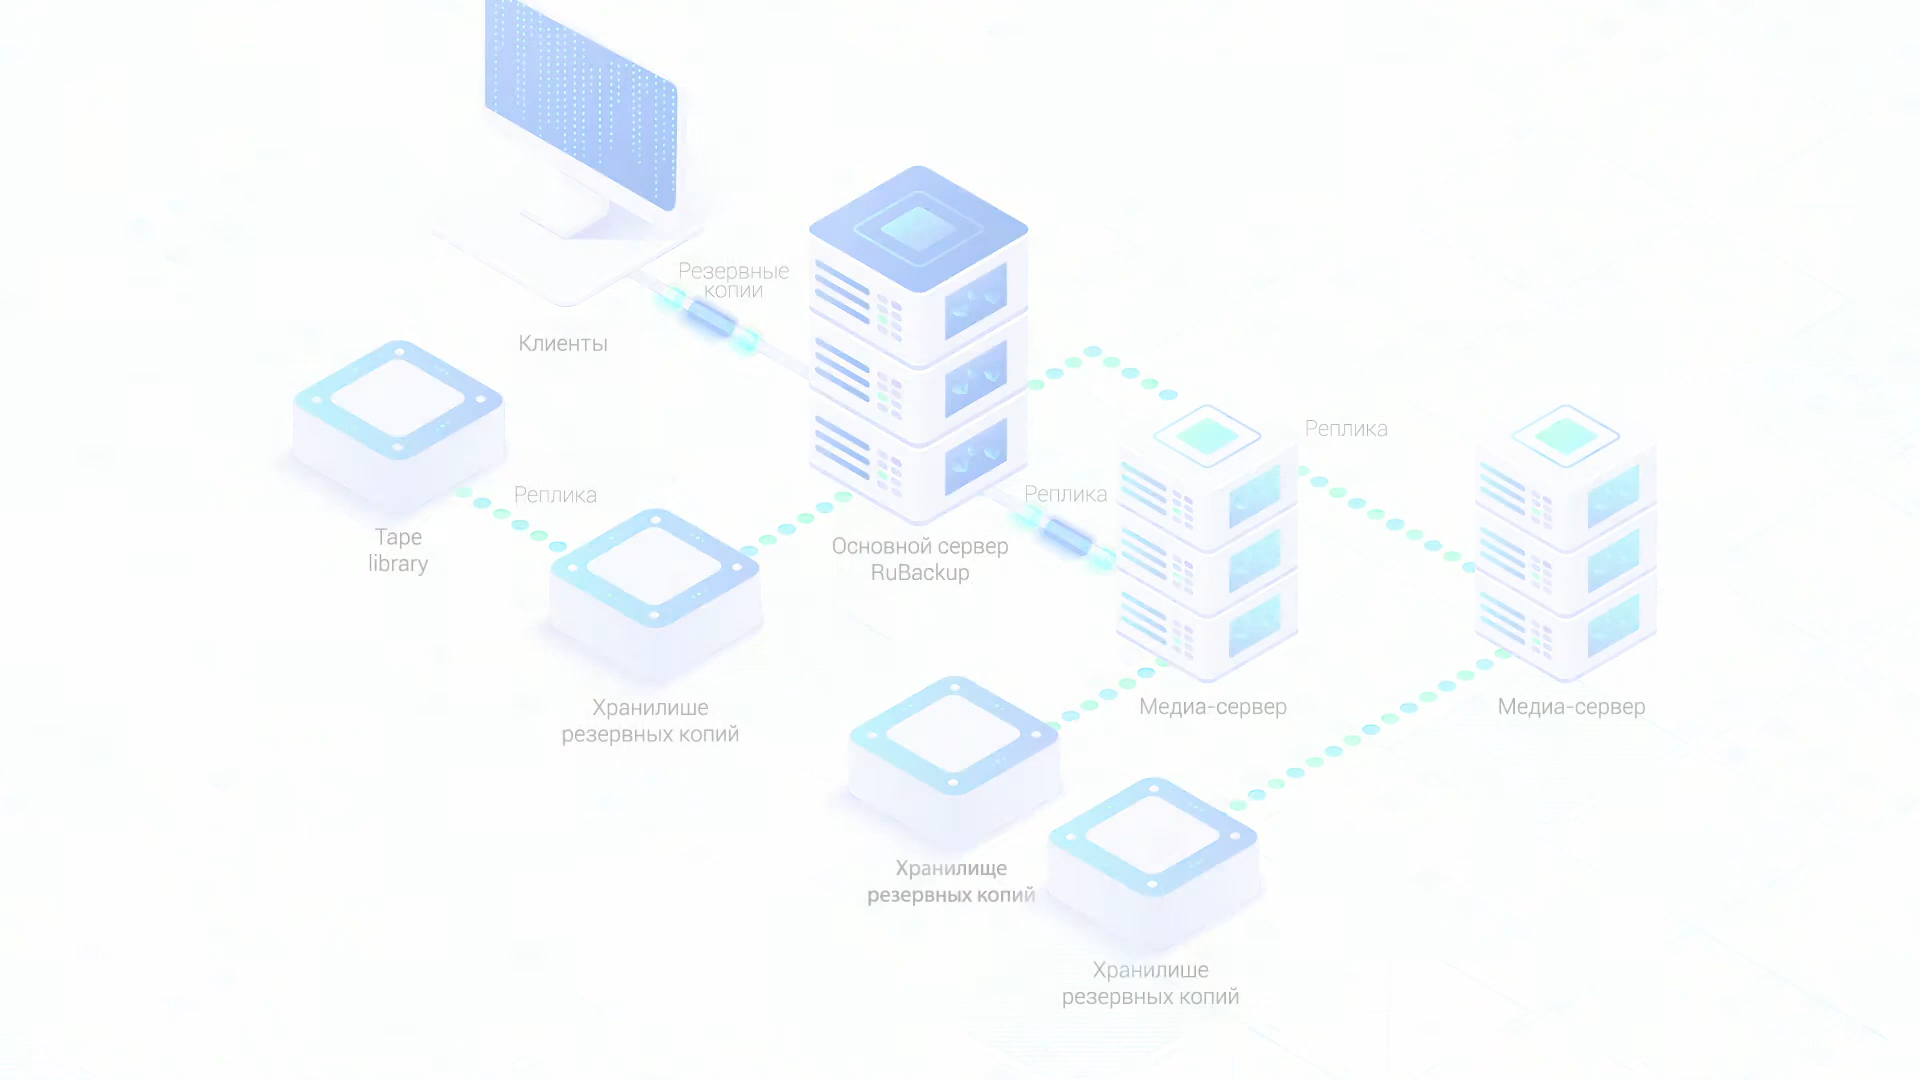 Резервные
копии
Клиенты
Реплика
Реплика
Реплика
Tape
library
Основной сервер
RuBackup
Хранилише
резервных копий
Медиа-сервер
Медиа-сервер
Хранилище
резервных копий
Хранилише
резервных копий